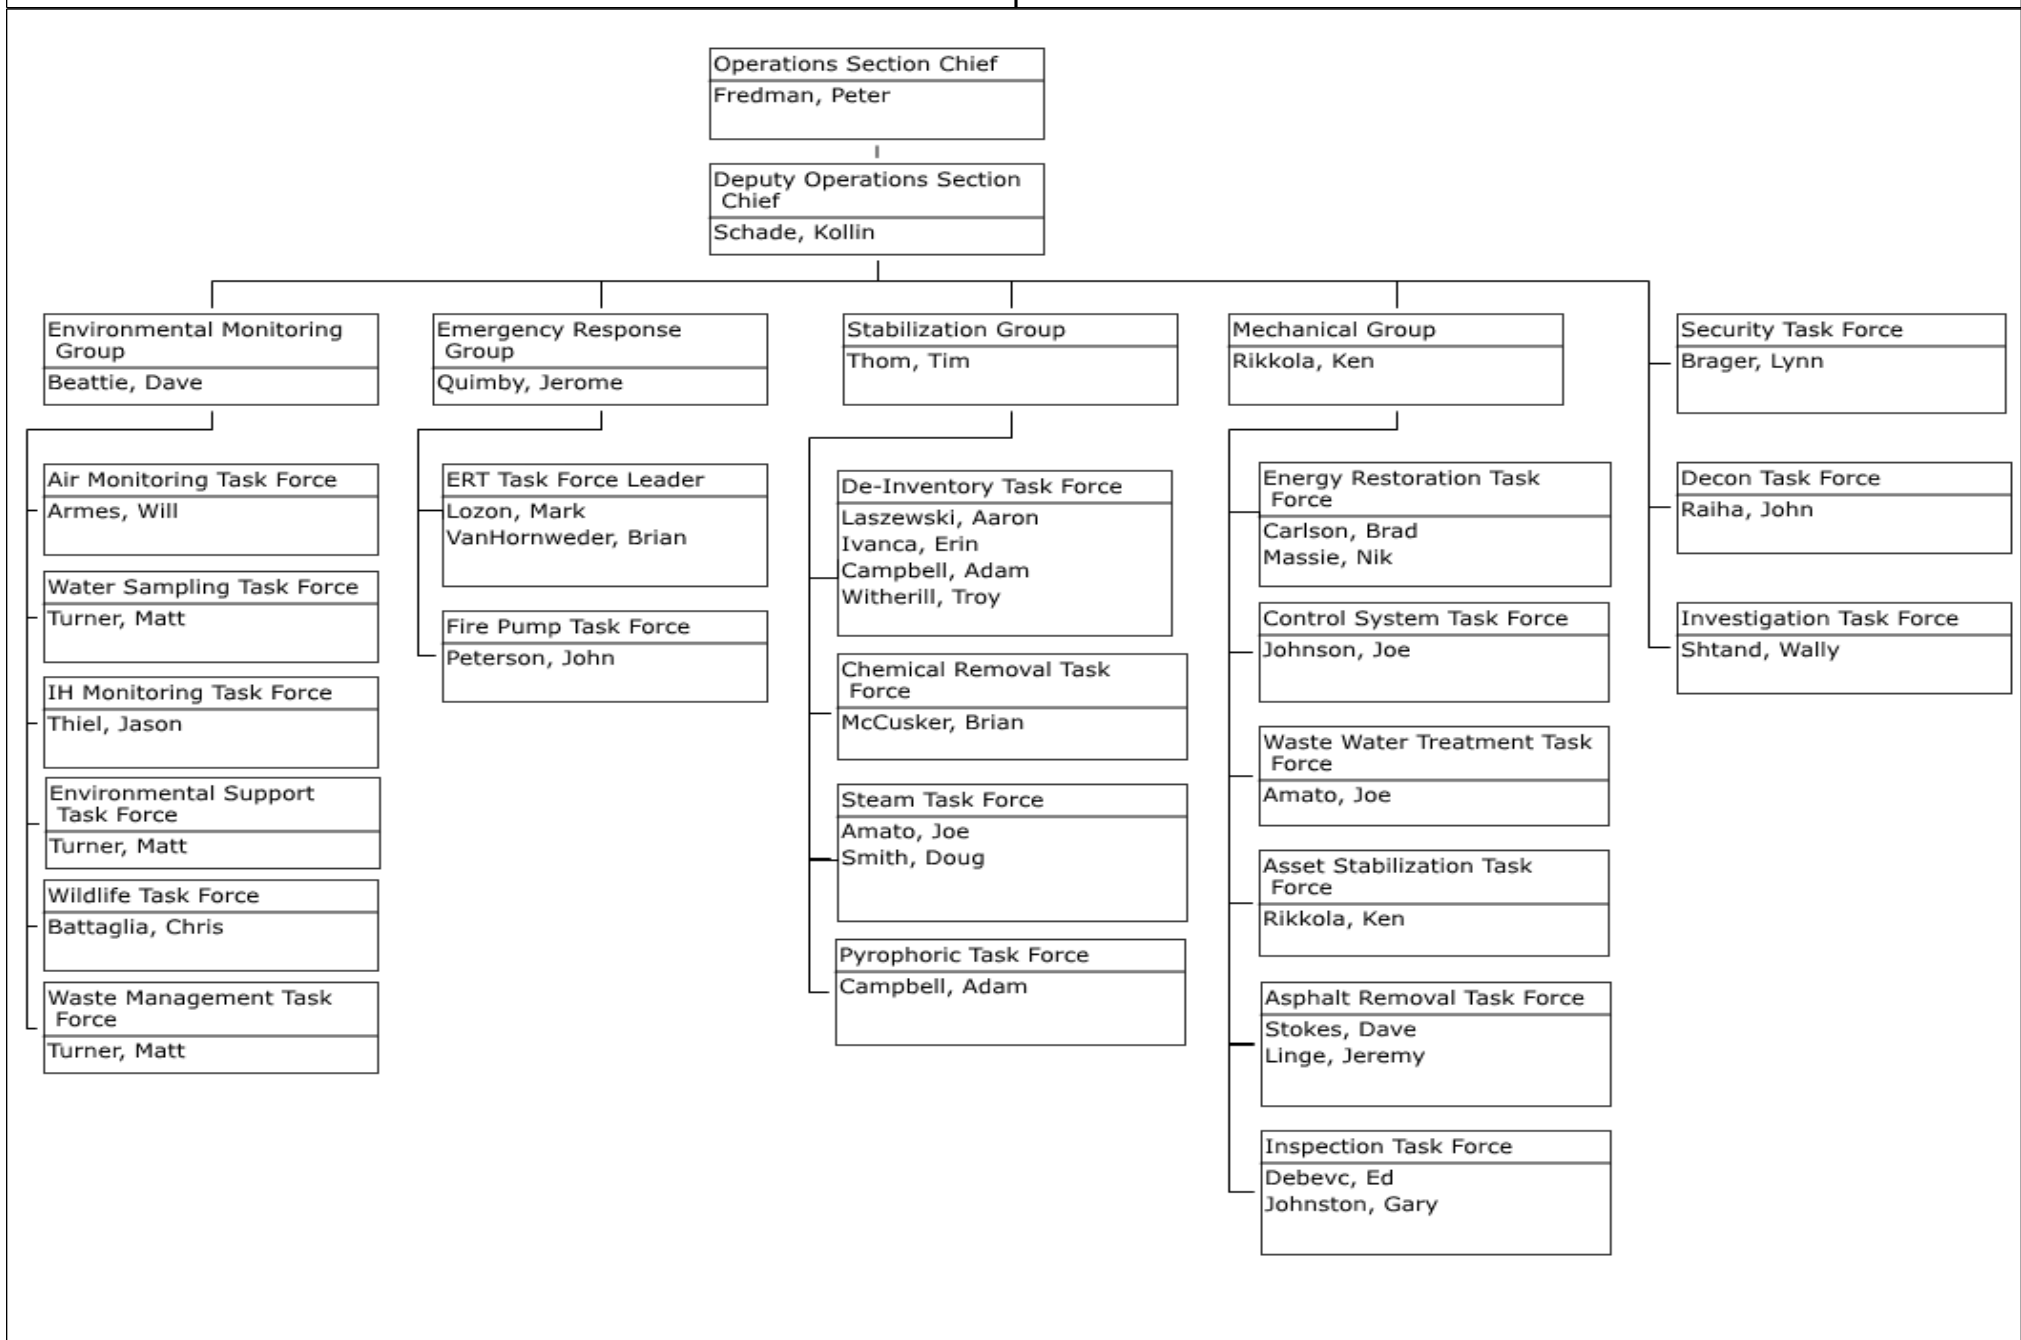 Operations Section Chief
Fredman, Peter
Deputy Operations Section
Chief
Schade, Kollin
Environmental Monitoring
Group
Beattie, Dave
Emergency Response
Group
Quimby, Jerome
Stabilization Group
Thom, Tim
Mechanical Group
Rikkola, Ken
Security Task Force
Brager, Lynn
Air Monitoring Task Force
Armes, Will
Water Sampling Task Force
Turner, Matt
IH Monitoring Task Force
Thiel, Jason
Environmental Support
Task Force
Turner, Matt
Wildlife Task Force
Battaglia, Chris
Waste Management Task
Force
Turner, Matt
ERT Task Force Leader
Lozon, Mark
VanHornweder, Brian
Fire Pump Task Force
Peterson, John
De-Inventory Task Force
Laszewski, Aaron
Ivanca, Erin
Campbell, Adam
Witherill, Troy
Chemical Removal Task
Force
McCusker, Brian
Steam Task Force
Amato, Joe
Smith, Doug
Pyrophoric Task Force
Campbell, Adam
Energy Restoration Task
Force
Carlson, Brad
Massie, Nik
Control System Task Force
Johnson, Joe
Waste Water Treatment Task
Force
Amato, Joe
Asset Stabilization Task
Force
Rikkola, Ken
Asphalt Removal Task Force
Stokes, Dave
Linge, Jeremy
Inspection Task Force
Debevc, Ed
Johnston, Gary
Decon Task Force
Raiha, John
Investigation Task Force
Shtand, Wally